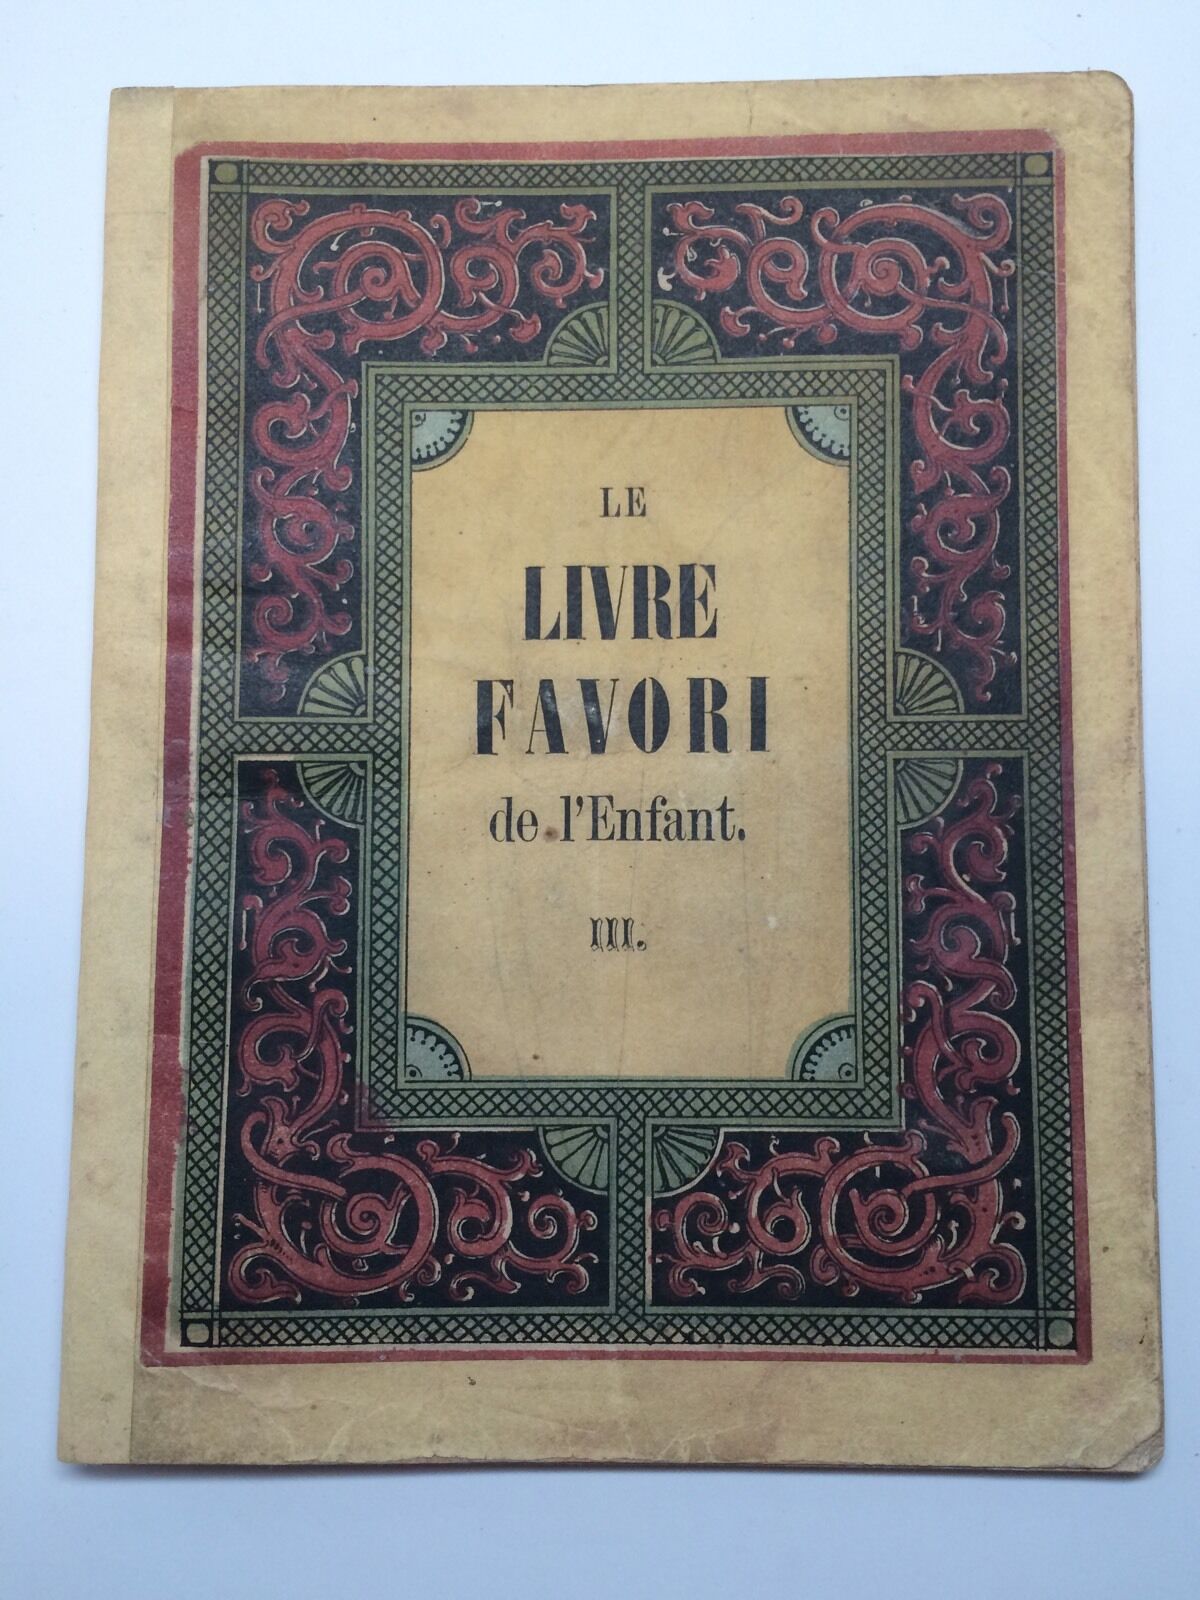 LE
LIVRE
FAVORI
de l'Enfant.
III.